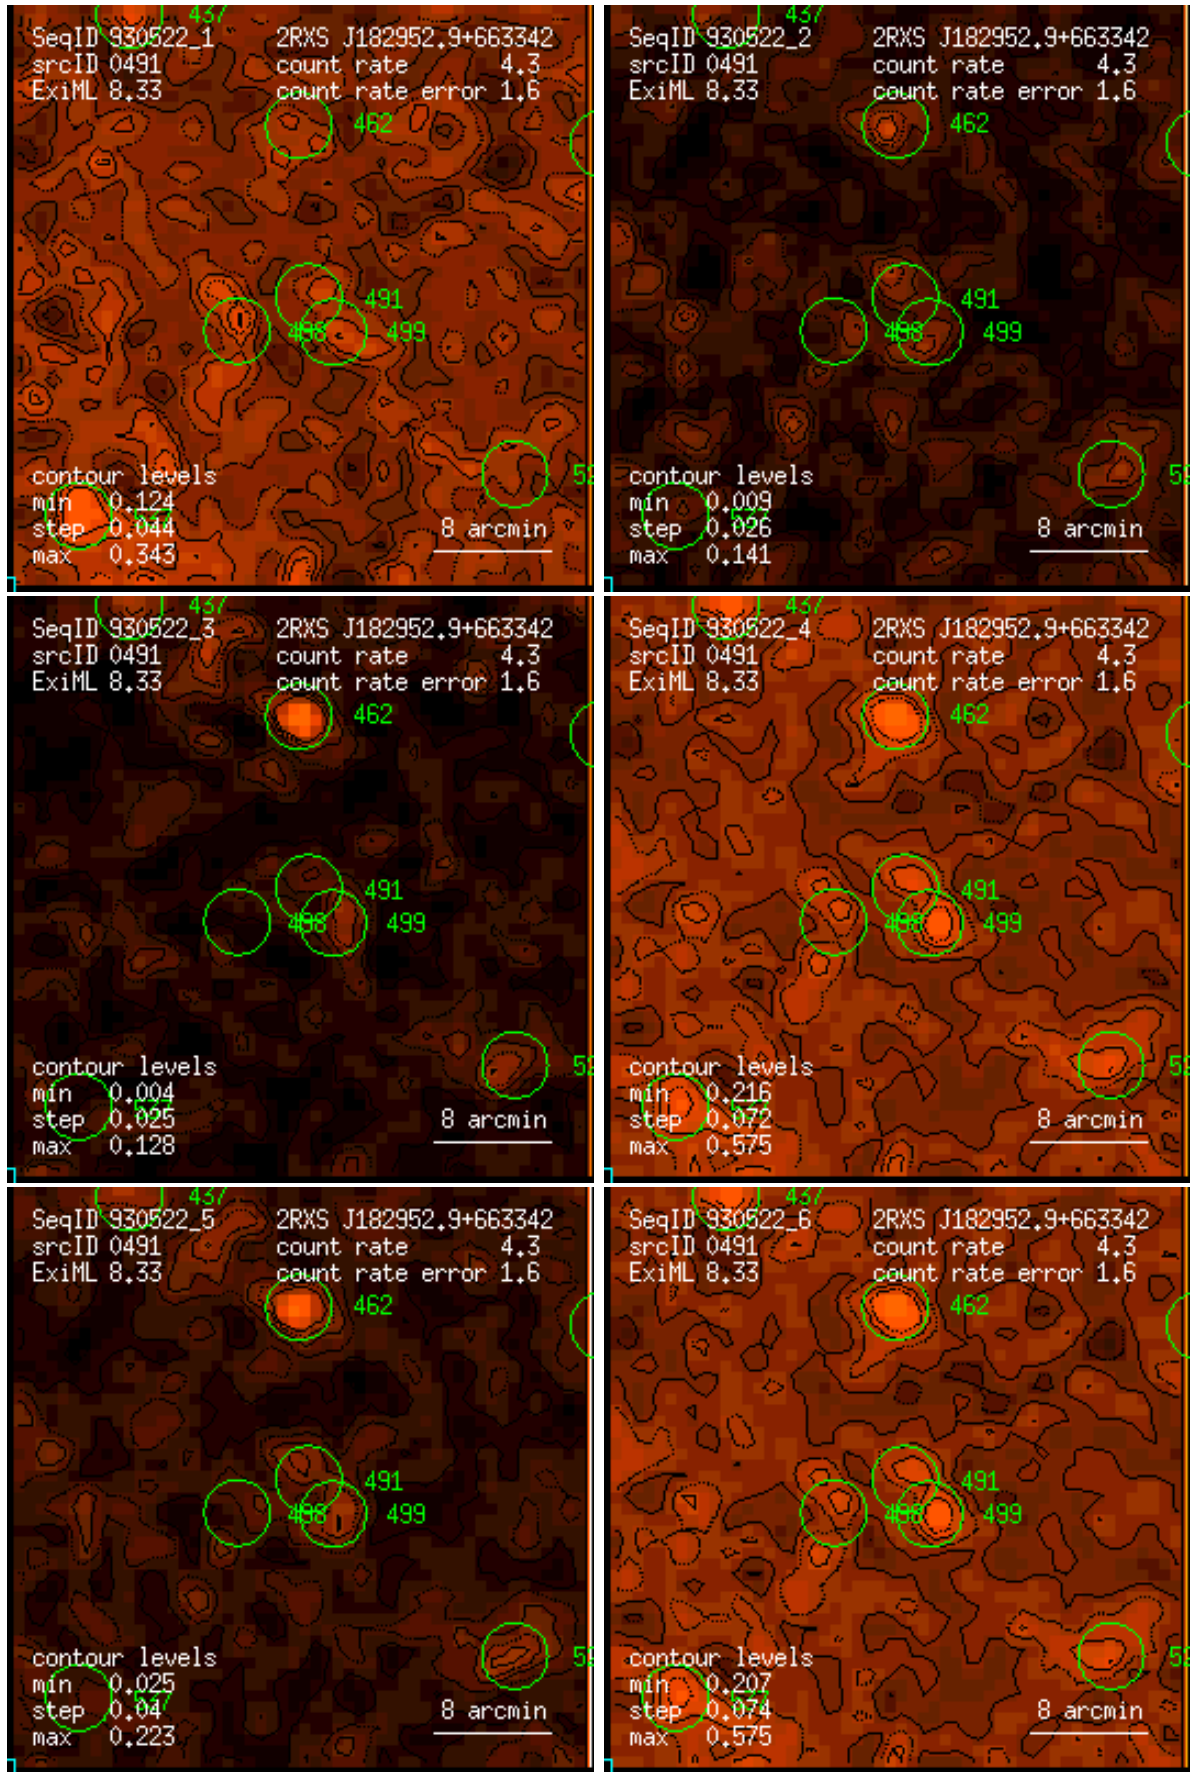 437
SeqID 930522_1 2RXS J182952.9+663342
srcID 0491 count rate 4.3
ExiML 8.33 count rate error 1.6
462
491
498 499
contour levels
min 0.124
step 0.044
max 0.343
8 arcmin
437
SeqID 930522_2 2RXS J182952.9+663342
srcID 0491 count rate 4.3
ExiML 8.33 count rate error 1.6
462
491
498 499
contour levels
min 0.009
step 0.026
max 0.141
8 arcmin
437
SeqID 930522_3 2RXS J182952.9+663342
srcID 0491 count rate 4.3
ExiML 8.33 count rate error 1.6
462
491
498 499
contour levels
min 0.004
step 0.025
max 0.128
8 arcmin
437
SeqID 930522_4 2RXS J182952.9+663342
srcID 0491 count rate 4.3
ExiML 8.33 count rate error 1.6
462
491
498 499
contour levels
min 0.216
step 0.072
max 0.575
8 arcmin
437
SeqID 930522_5 2RXS J182952.9+663342
srcID 0491 count rate 4.3
ExiML 8.33 count rate error 1.6
462
491
498 499
contour levels
min 0.025
step 0.04
max 0.223
8 arcmin
437
SeqID 930522_6 2RXS J182952.9+663342
srcID 0491 count rate 4.3
ExiML 8.33 count rate error 1.6
462
491
498 499
contour levels
min 0.207
step 0.074
max 0.575
8 arcmin